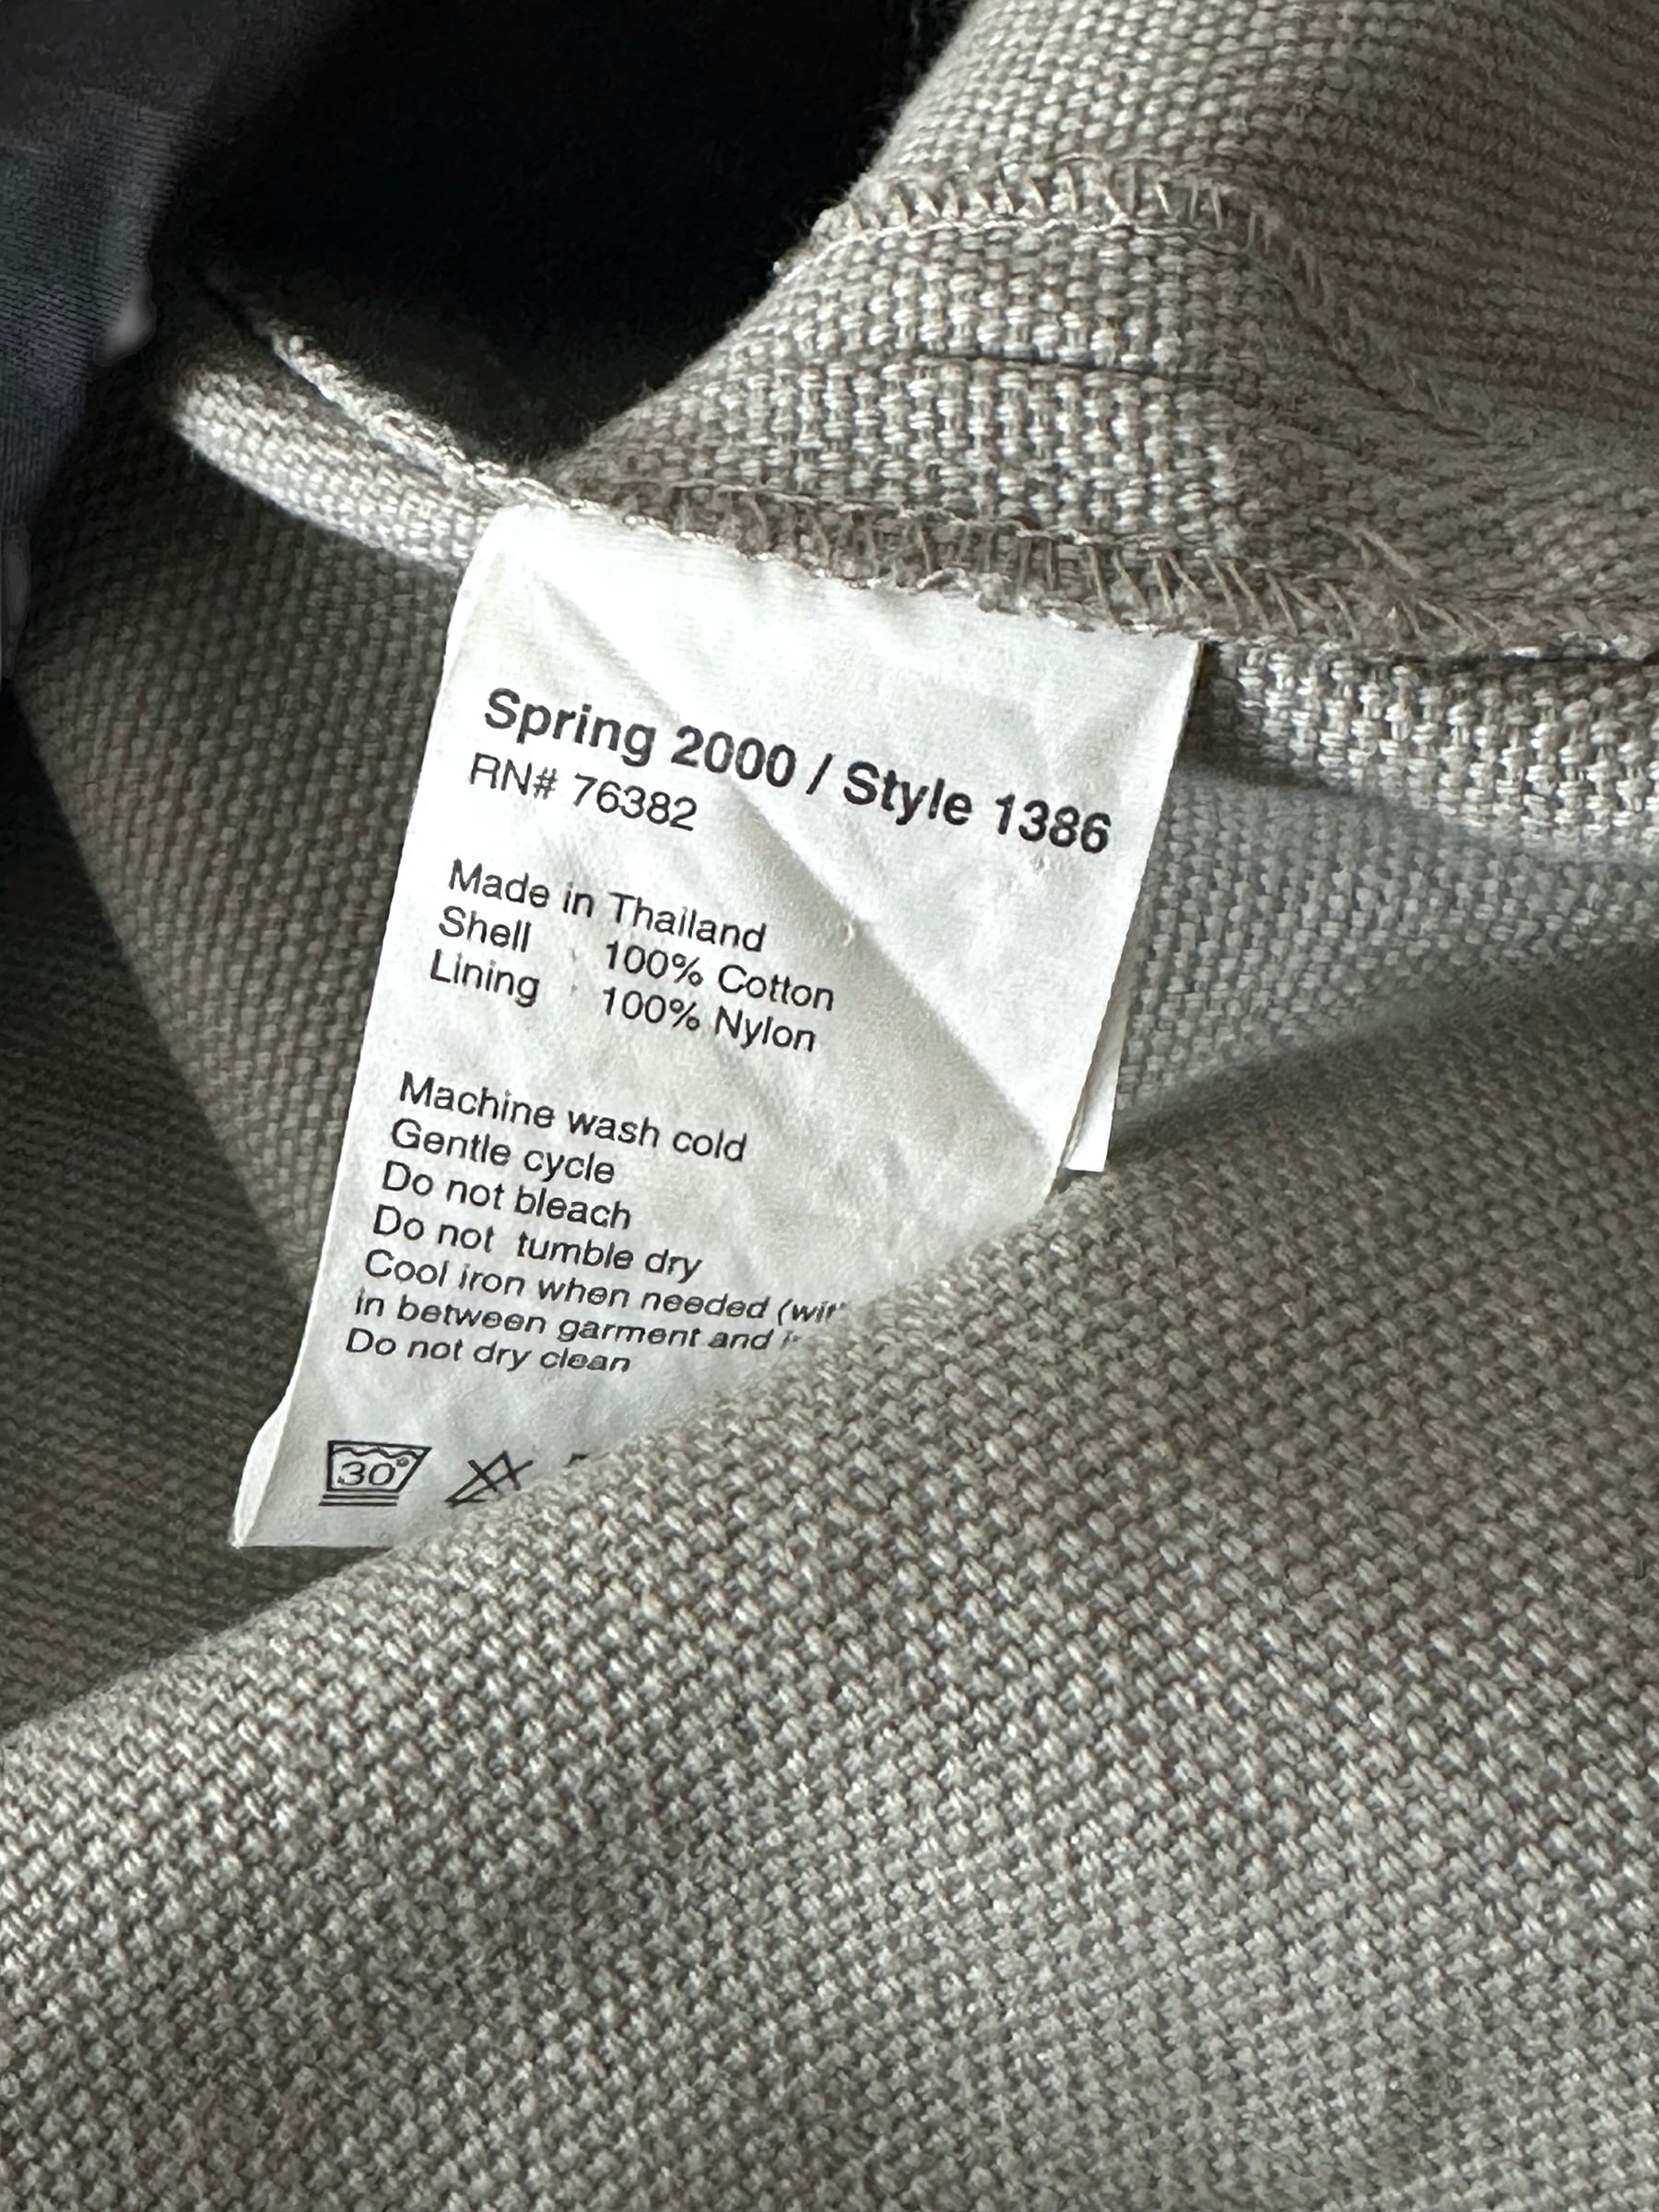 Spring 2000 / Style 1386
RN# 76382
Made in Thailand
Shell 100% Cotton
Lining 100% Nylon
Machine wash cold
Gentle cycle
Do not bleach
Do not tumble dry
Cool iron when needed
in between garment and
Do not dry clean
30°